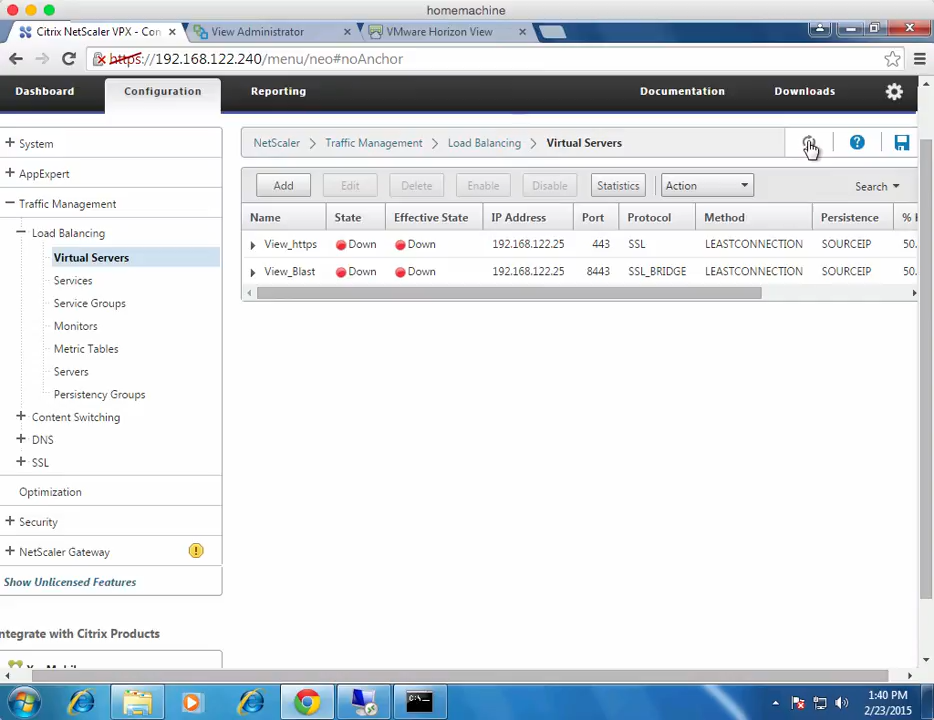 homemachine
Citrix NetScaler VPX - Con
View Administrator
VMware Horizon View
https://192.168.122.240/menu/neo#noAnchor
Dashboard
Configuration
Reporting
Documentation
Downloads
NetScaler
Traffic Management
Load Balancing
Virtual Servers
?
System
AppExpert
Traffic Management
Load Balancing
Virtual Servers
Services
Service Groups
Monitors
Metric Tables
Servers
Persistency Groups
Content Switching
DNS
SSL
Optimization
Security
NetScaler Gateway
Show Unlicensed Features
ntegrate with Citrix Products
Add
Edit
Delete
Enable
Disable
Statistics
Action
Search
Name State Effective State IP Address Port Protocol Method Persistence %
View_https Down Down 192.168.122.25 443 SSL LEASTCONNECTION SOURCEIP 50.
View_Blast Down Down 192.168.122.25 8443 SSL_BRIDGE LEASTCONNECTION SOURCEIP 50.
1:40 PM
2/23/2015